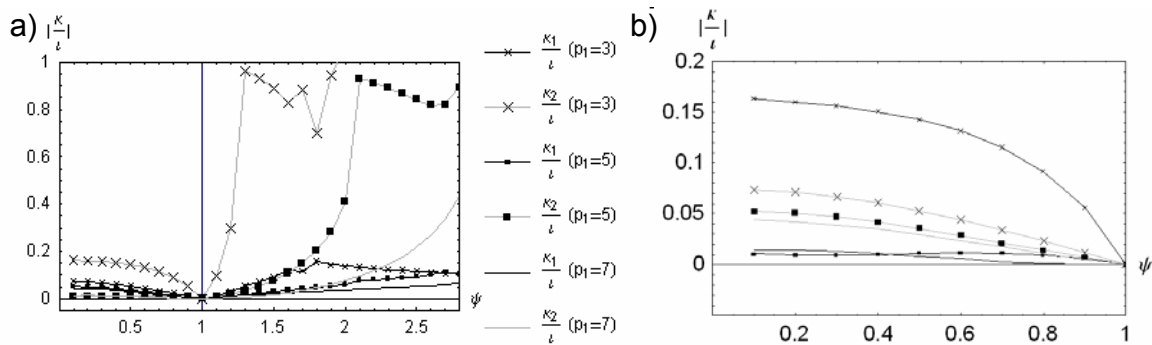 a)
|κ/ι|
1
0.8
0.6
0.4
0.2
0
0.5 1 1.5 2 2.5
ψ
κ₁/ι (p₁=3)
κ₂/ι (p₁=3)
κ₁/ι (p₁=5)
κ₂/ι (p₁=5)
κ₁/ι (p₁=7)
κ₂/ι (p₁=7)
b)
|κ/ι|
0.2
0.15
0.1
0.05
0
0.2 0.4 0.6 0.8 1
ψ